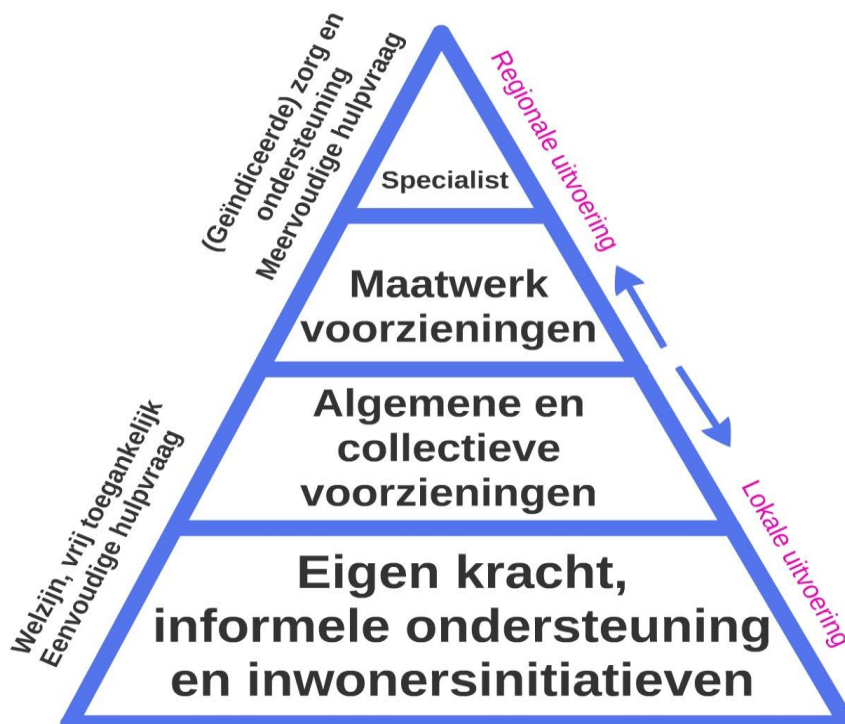 (Geïndiceerde) zorg en
ondersteuning
Meervoudige hulpvraag
Regionale uitvoering
Specialist
Maatwerk
voorzieningen
Algemene en
collectieve
voorzieningen
Welzijn, vrij toegankelijk
Eenvoudige hulpvraag
Lokale uitvoering
Eigen kracht,
informele ondersteuning
en inwonersinitiatieven